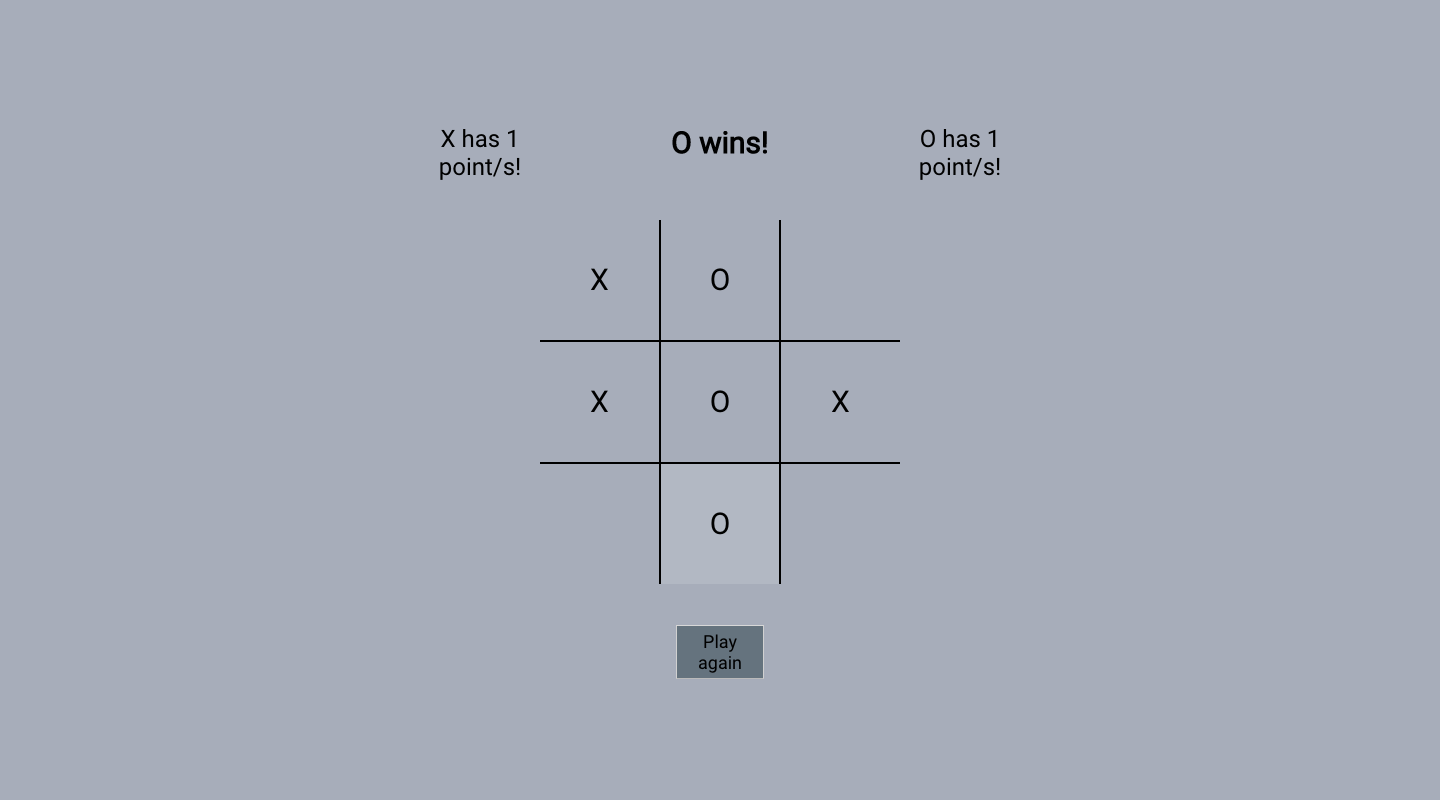 X has 1
point/s!
O wins!
O has 1
point/s!
X O
X O X
O
Play
again